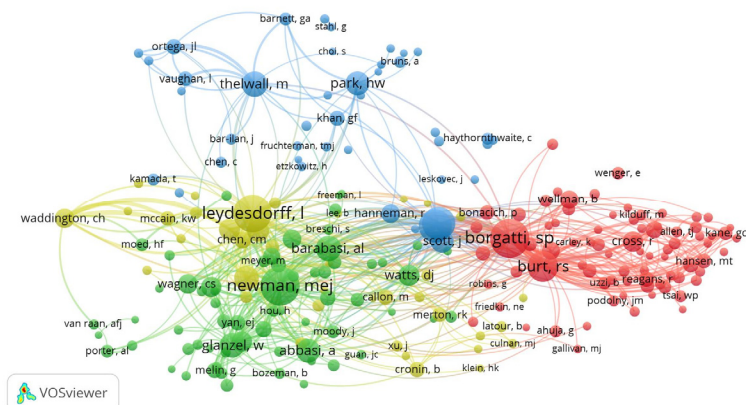 barnett, ga
stahl, g
ortega, jl
choi, s
bruns, a
vaughan, l
thelwall, m
park, hw
khan, gf
bar-ilan, j
fruchterman, tmj
haythornthwaite, c
chen, c
etzkowitz, h
kamada, t
leskovec, j
wenger, e
freeman, l
wellman, b
waddington, ch
leydesdorff, l
lee, b
hanneman, r
bonacich, p
kilduff, m
mccain, kw
breschi, s
scott, j
borgatti, sp
carley, k
cross, r
allen, tj
kane, gc
moed, hf
chen, cm
barabasi, al
meyer, m
hansen, mt
wagner, cs
newman, mej
watts, dj
burt, rs
uzzi, b
reagans, r
tsai, wp
callon, m
robins, g
podolny, jm
hou, h
merton, rk
friedkin, ne
van raan, afj
yan, ej
moody, j
latour, b
ahuja, g
porter, al
glanzel, w
abbasi, a
guan, jc
xu, j
culnan, mj
gallivan, mj
melin, g
bozeman, b
cronin, b
klein, hk
VOSviewer